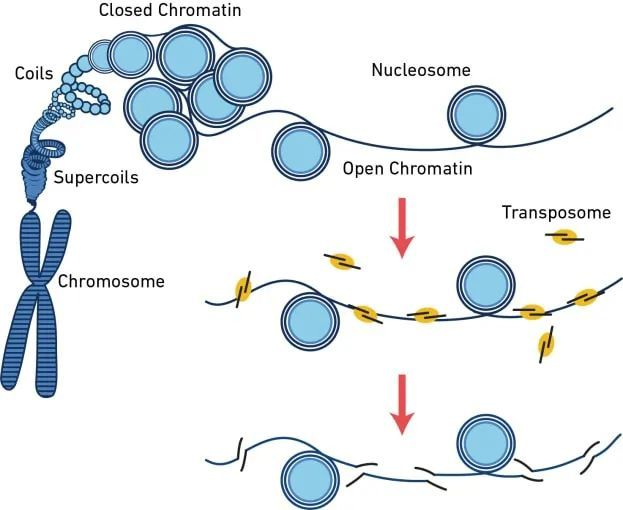 Closed Chromatin
Coils
Nucleosome
Supercoils
Open Chromatin
Transposome
Chromosome